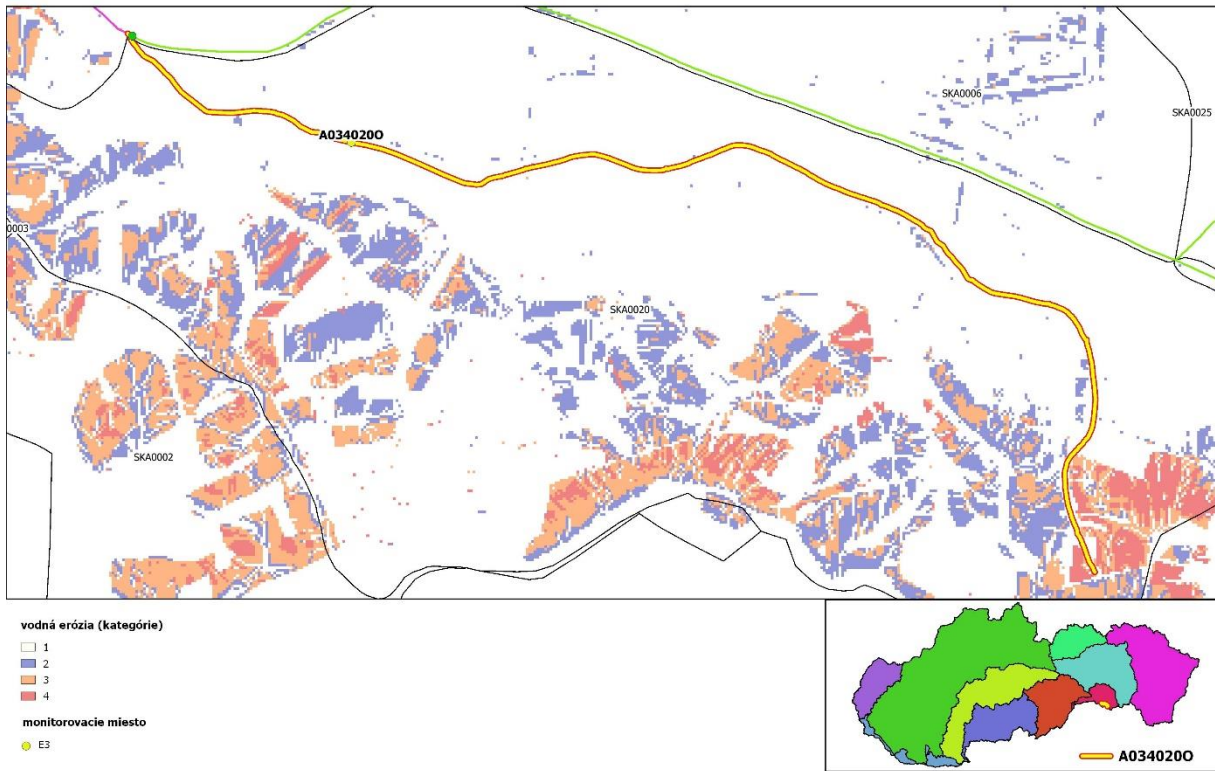 SKA0006
SKA0025
A034020O
0003
SKA0020
SKA0002
vodná erózia (kategórie)
1
2
3
4
monitorovacie miesto
E3
A034020O